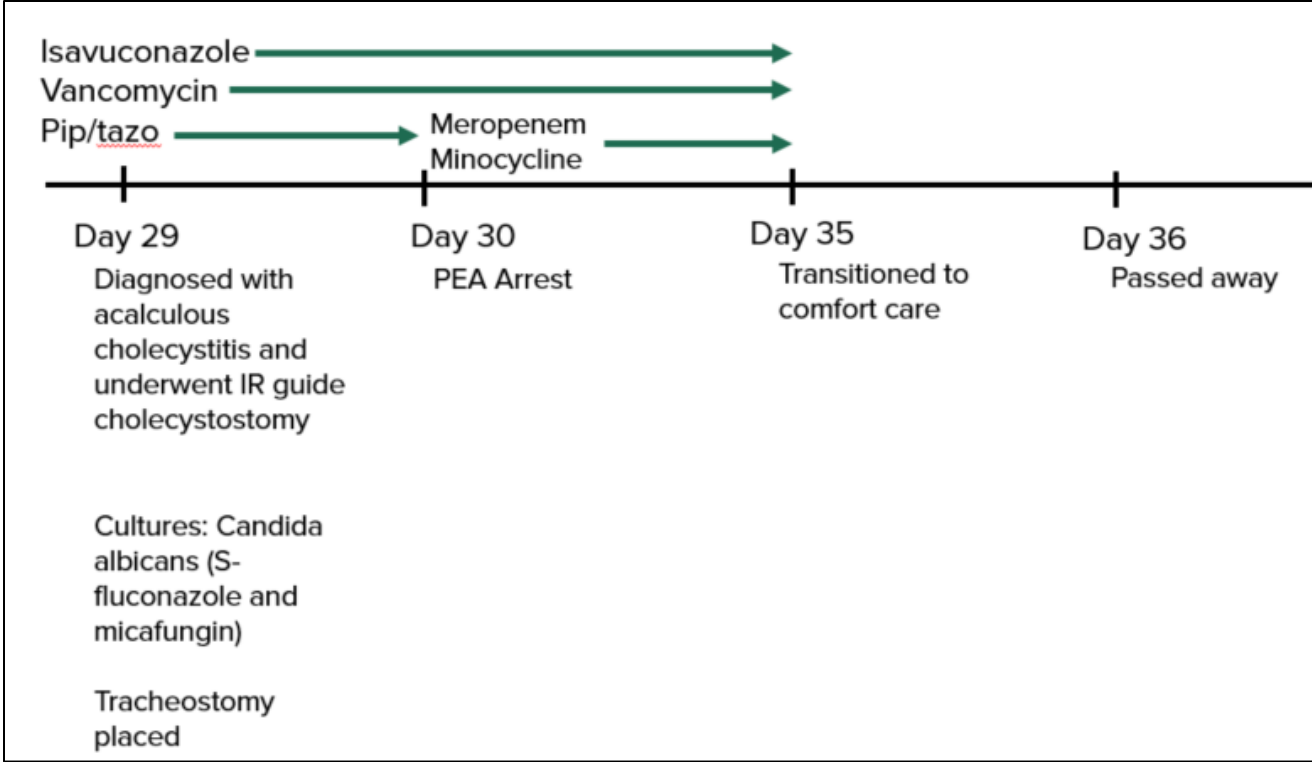 Isavuconazole
Vancomycin
Pip/tazo
Meropenem
Minocycline
Day 29
Diagnosed with
acalculous
cholecystitis and
underwent IR guide
cholecystostomy
Cultures: Candida
albicans (S-
fluconazole and
micafungin)
Tracheostomy
placed
Day 30
PEA Arrest
Day 35
Transitioned to
comfort care
Day 36
Passed away